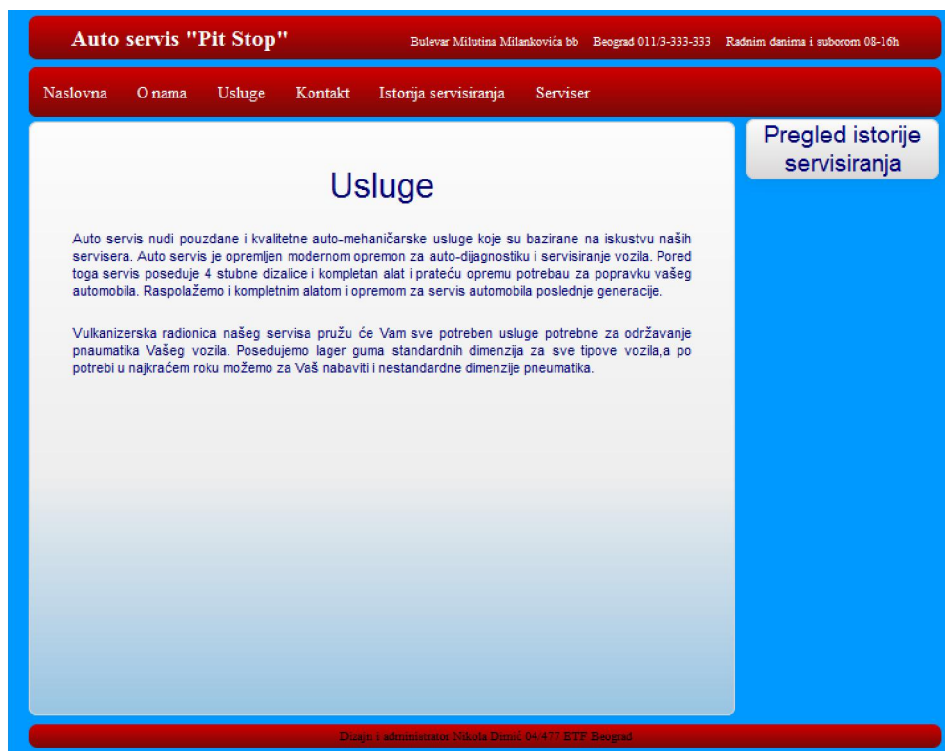 Auto servis "Pit Stop"
Bulevar Milutina Milankovića bb Beograd 011/3-333-333 Radnim danima i subotom 08-16h
Naslovna O nama Usluge Kontakt Istorija servisiranja Serviser
Pregled istorije
servisiranja
Usluge
Auto servis nudi pouzdane i kvalitetne auto-mehaničarske usluge koje su bazirane na iskustvu naših
servisera. Auto servis je opremljen modernom opremon za auto-dijagnostiku i servisiranje vozila. Pored
toga servis poseduje 4 stubne dizalice i kompletan alat i prateću opremu potrebau za popravku vašeg
automobila. Raspolažemo i kompletnim alatom i opremom za servis automobila poslednje generacije.
Vulkanizerska radionica našeg servisa pružu će Vam sve potreben usluge potrebne za održavanje
pnaumatika Vašeg vozila. Posedujemo lager guma standardnih dimenzija za sve tipove vozila,a po
potrebi u najkraćem roku možemo za Vaš nabaviti i nestandardne dimenzije pneumatika.
Dizajn i administrator Nikola Dimić 04/477 ETF Beograd